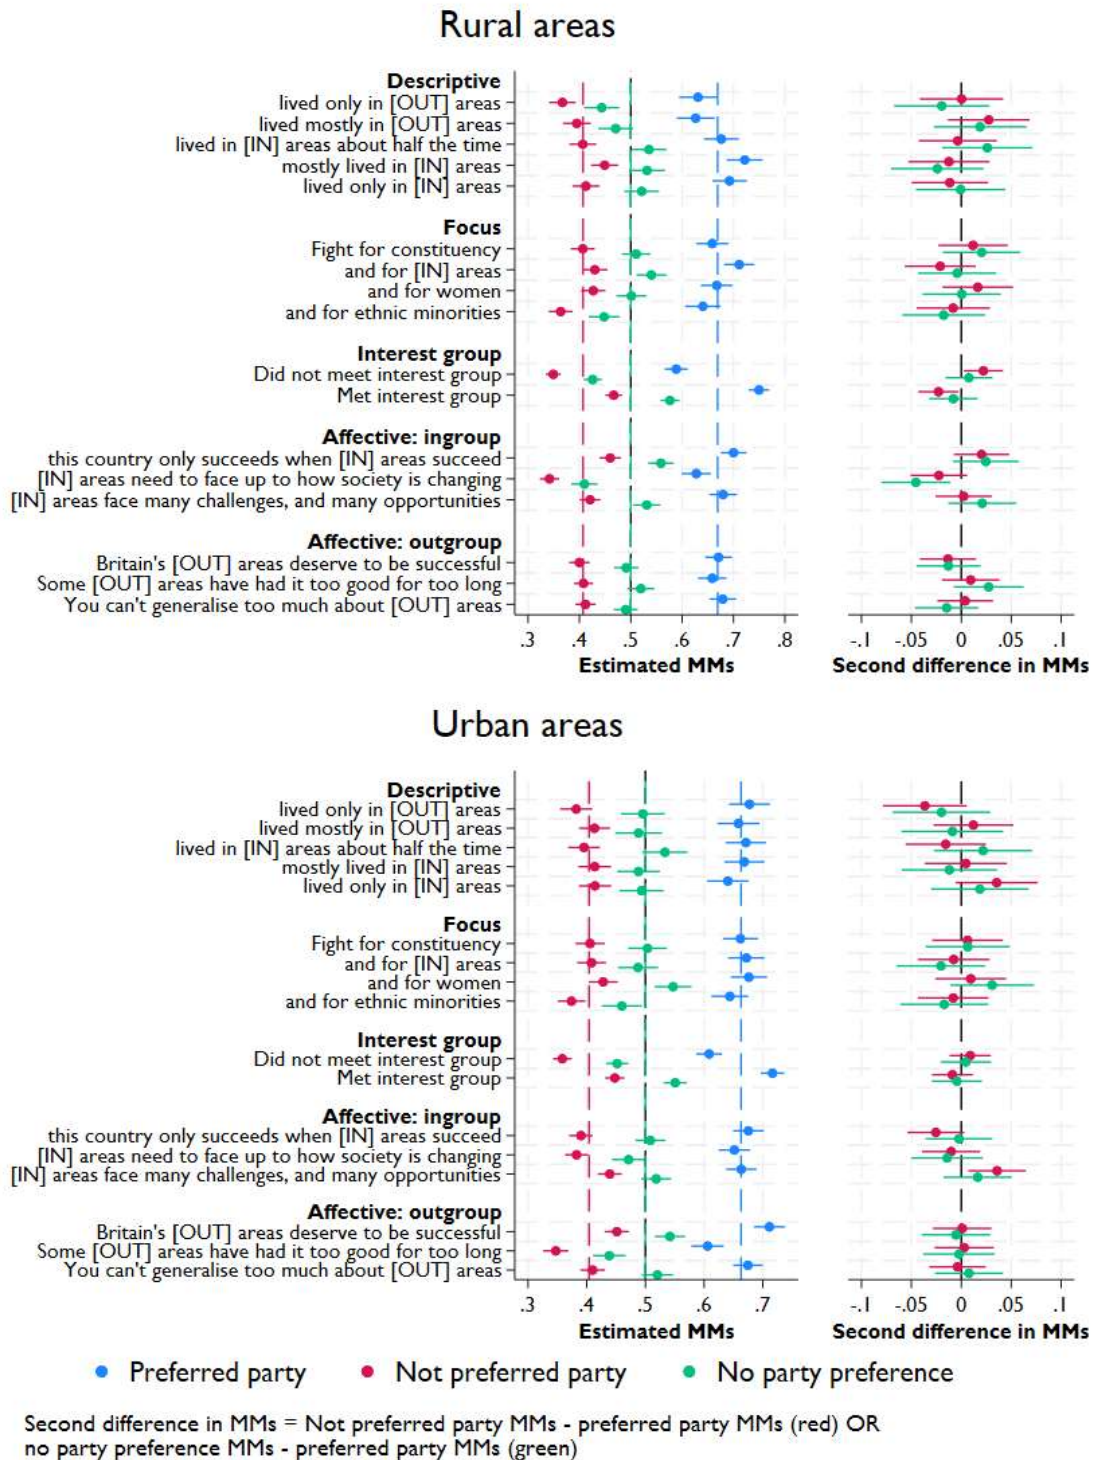 Rural areas
Descriptive
lived only in [OUT] areas
lived mostly in [OUT] areas
lived in [IN] areas about half the time
mostly lived in [IN] areas
lived only in [IN] areas
Focus
Fight for constituency
and for [IN] areas
and for women
and for ethnic minorities
Interest group
Did not meet interest group
Met interest group
Affective: ingroup
this country only succeeds when [IN] areas succeed
[IN] areas need to face up to how society is changing
[IN] areas face many challenges, and many opportunities
Affective: outgroup
Britain's [OUT] areas deserve to be successful
Some [OUT] areas have had it too good for too long
You can't generalise too much about [OUT] areas
.3 .4 .5 .6 .7 .8
Estimated MMs
-.1 -.05 0 .05 .1
Second difference in MMs
Urban areas
Descriptive
lived only in [OUT] areas
lived mostly in [OUT] areas
lived in [IN] areas about half the time
mostly lived in [IN] areas
lived only in [IN] areas
Focus
Fight for constituency
and for [IN] areas
and for women
and for ethnic minorities
Interest group
Did not meet interest group
Met interest group
Affective: ingroup
this country only succeeds when [IN] areas succeed
[IN] areas need to face up to how society is changing
[IN] areas face many challenges, and many opportunities
Affective: outgroup
Britain's [OUT] areas deserve to be successful
Some [OUT] areas have had it too good for too long
You can't generalise too much about [OUT] areas
.3 .4 .5 .6 .7
Estimated MMs
-.1 -.05 0 .05 .1
Second difference in MMs
Preferred party Not preferred party No party preference
Second difference in MMs = Not preferred party MMs - preferred party MMs (red) OR
no party preference MMs - preferred party MMs (green)